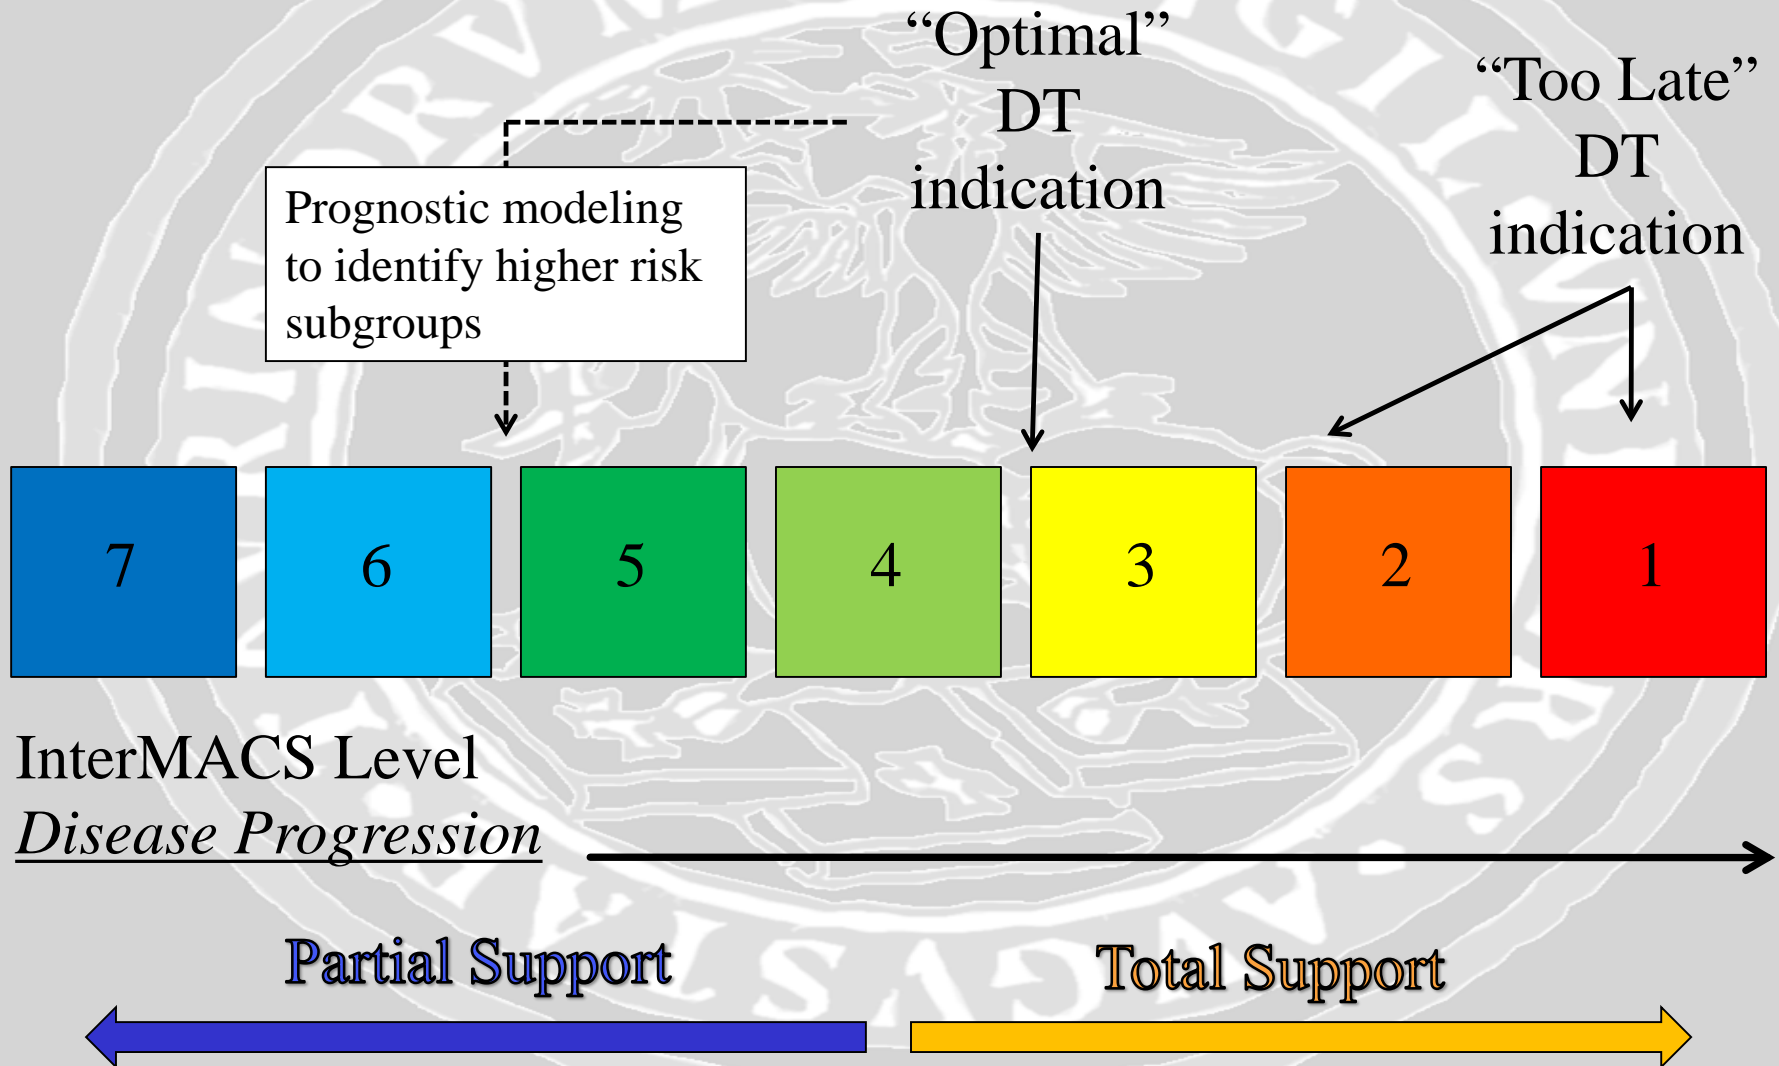 “Optimal”
DT
indication
“Too Late”
DT
indication
Prognostic modeling
to identify higher risk
subgroups
7
6
5
4
3
2
1
InterMACS Level
Disease Progression
Partial Support
Total Support